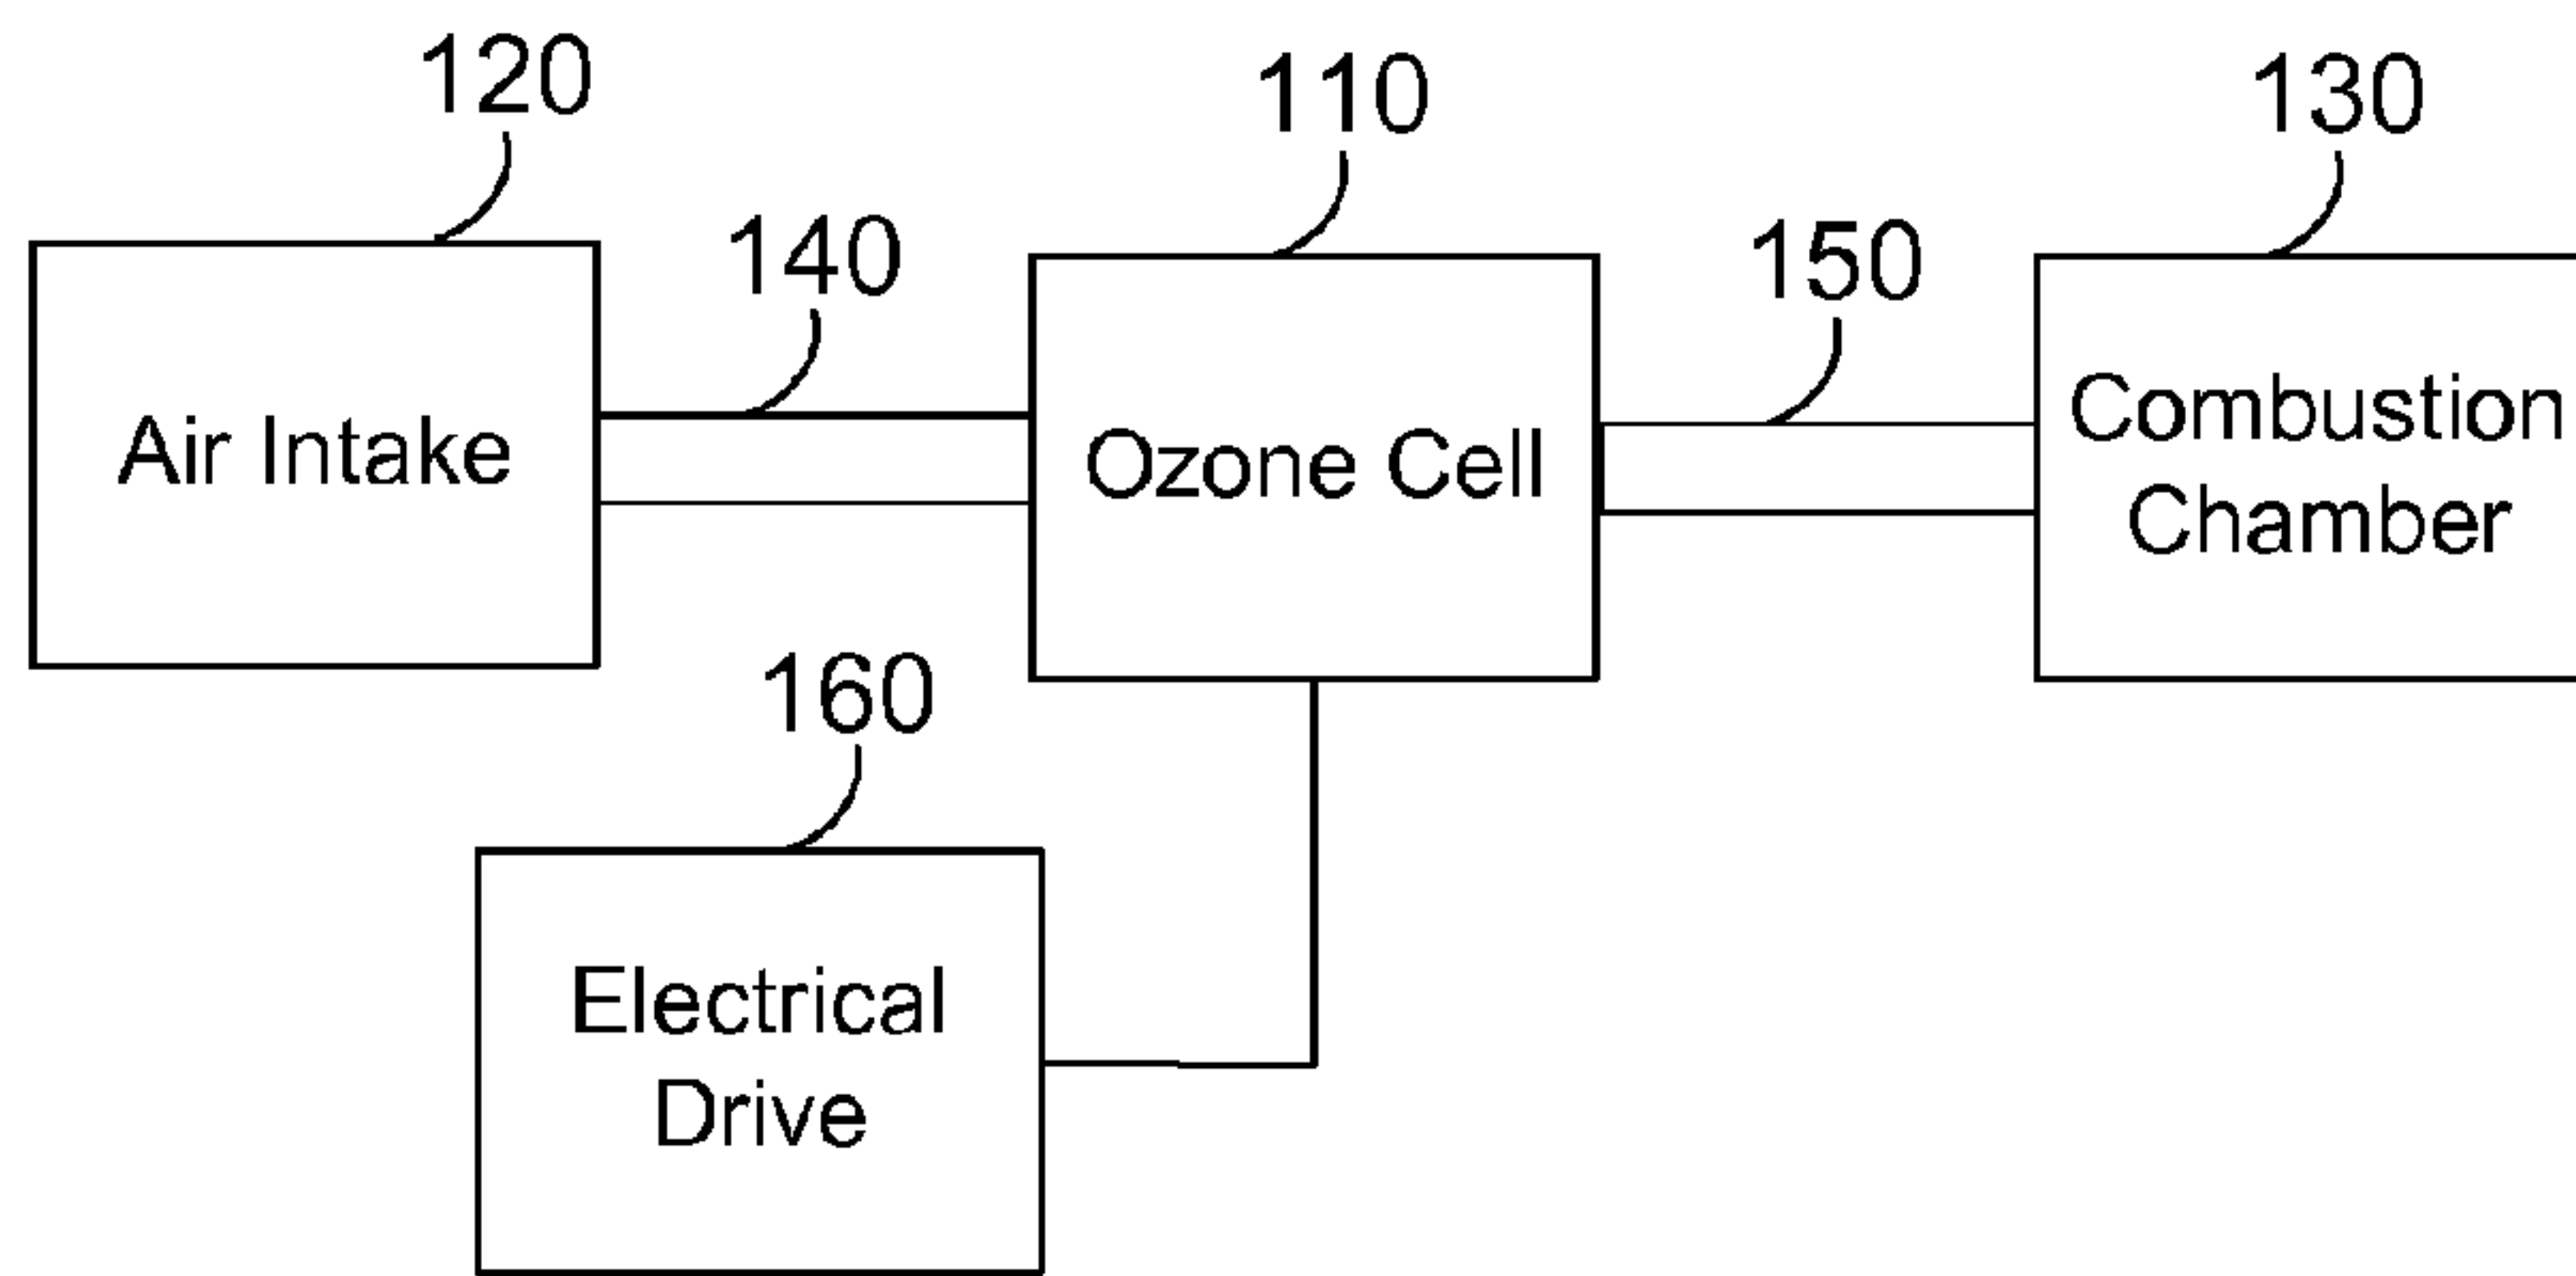 120
110
130
140
150
Air Intake
Ozone Cell
Combustion
Chamber
160
Electrical
Drive